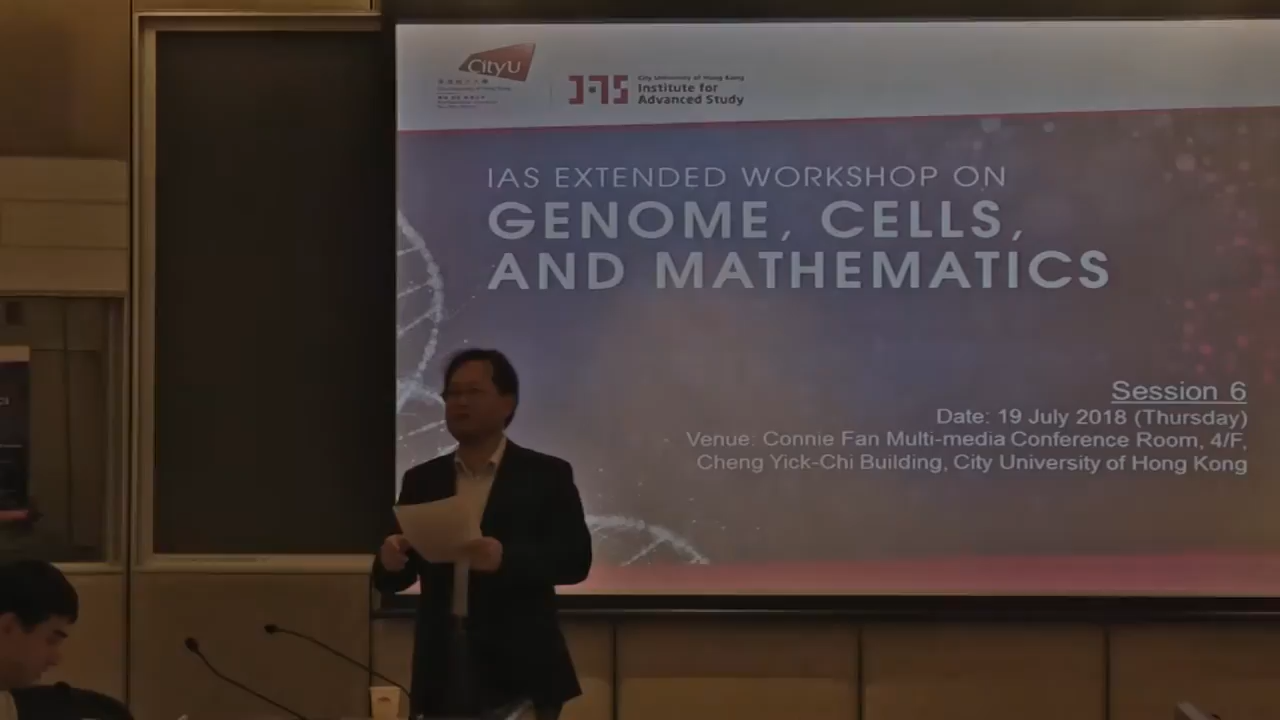 CityU
City University of Hong Kong
Institute for
Advanced Study
IAS EXTENDED WORKSHOP ON
GENOME, CELLS,
AND MATHEMATICS
Session 6
Date: 19 July 2018 (Thursday)
Venue: Connie Fan Multi-media Conference Room, 4/F,
Cheng Yick-Chi Building, City University of Hong Kong